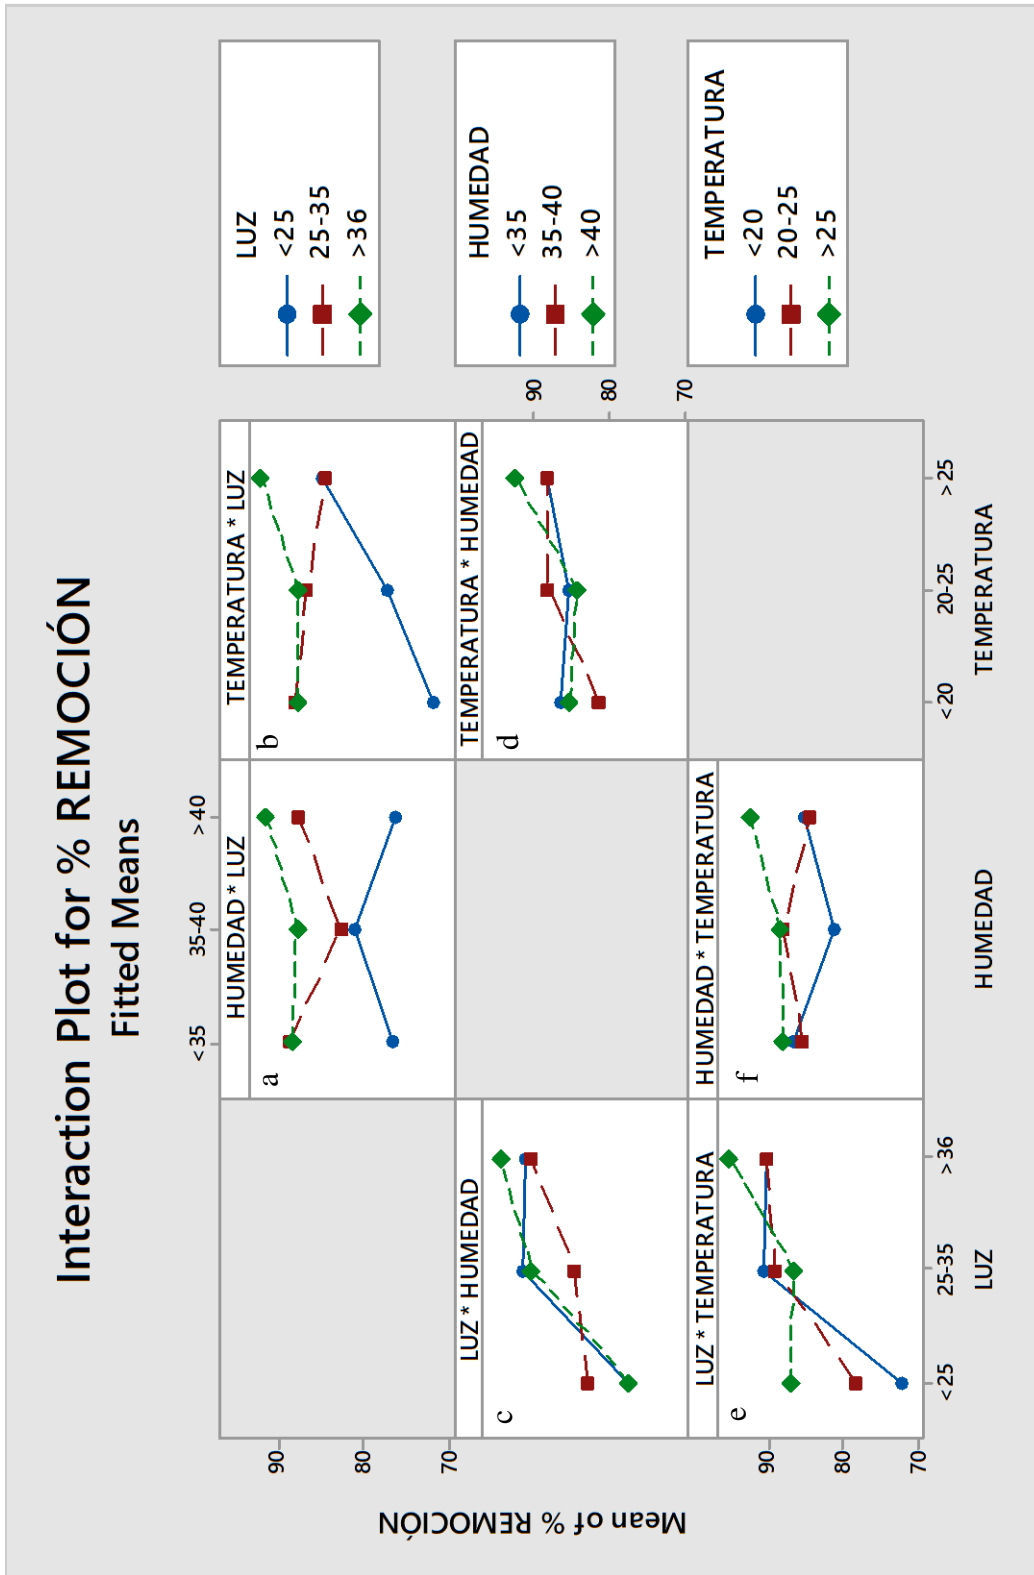 Interaction Plot for % REMOCIÓN
Fitted Means
<35 35-40 >40
HUMEDAD * LUZ
TEMPERATURA * LUZ
a
b
90
80
70
LUZ
<25
25-35
>36
LUZ * HUMEDAD
TEMPERATURA * HUMEDAD
c
d
90
80
70
HUMEDAD
<35
35-40
>40
LUZ * TEMPERATURA
HUMEDAD * TEMPERATURA
e
f
90
80
70
TEMPERATURA
<20
20-25
>25
<25 25-35 >36
<20 20-25 >25
LUZ
HUMEDAD
TEMPERATURA
Mean of % REMOCIÓN